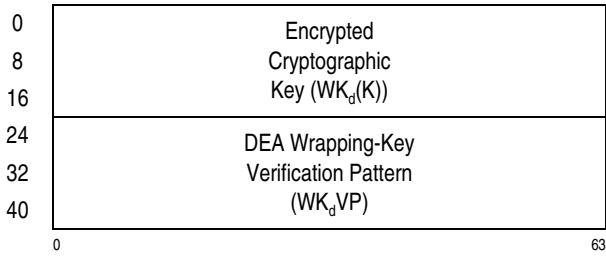 0 Encrypted
8 Cryptographic
16 Key (WKd(K))
24 DEA Wrapping-Key
32 Verification Pattern
40 (WKdVP)
0 63